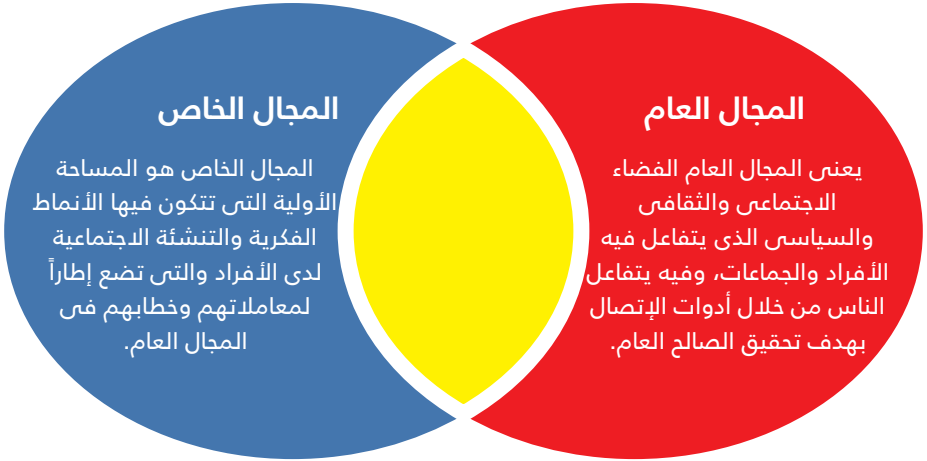 المجال العام
يعنى المجال العام الفضاء
الاجتماعى والثقافى
والسياسى الذى يتفاعل فيه
الأفراد والجماعات، وفيه يتفاعل
الناس من خلال أدوات الإتصال
بهدف تحقيق الصالح العام.
المجال الخاص
المجال الخاص هو المساحة
الأولية التى تتكون فيها الأنماط
الفكرية والتنشئة الاجتماعية
لدى الأفراد والتى تضع إطاراً
لمعاملاتهم وخطابهم فى
المجال العام.